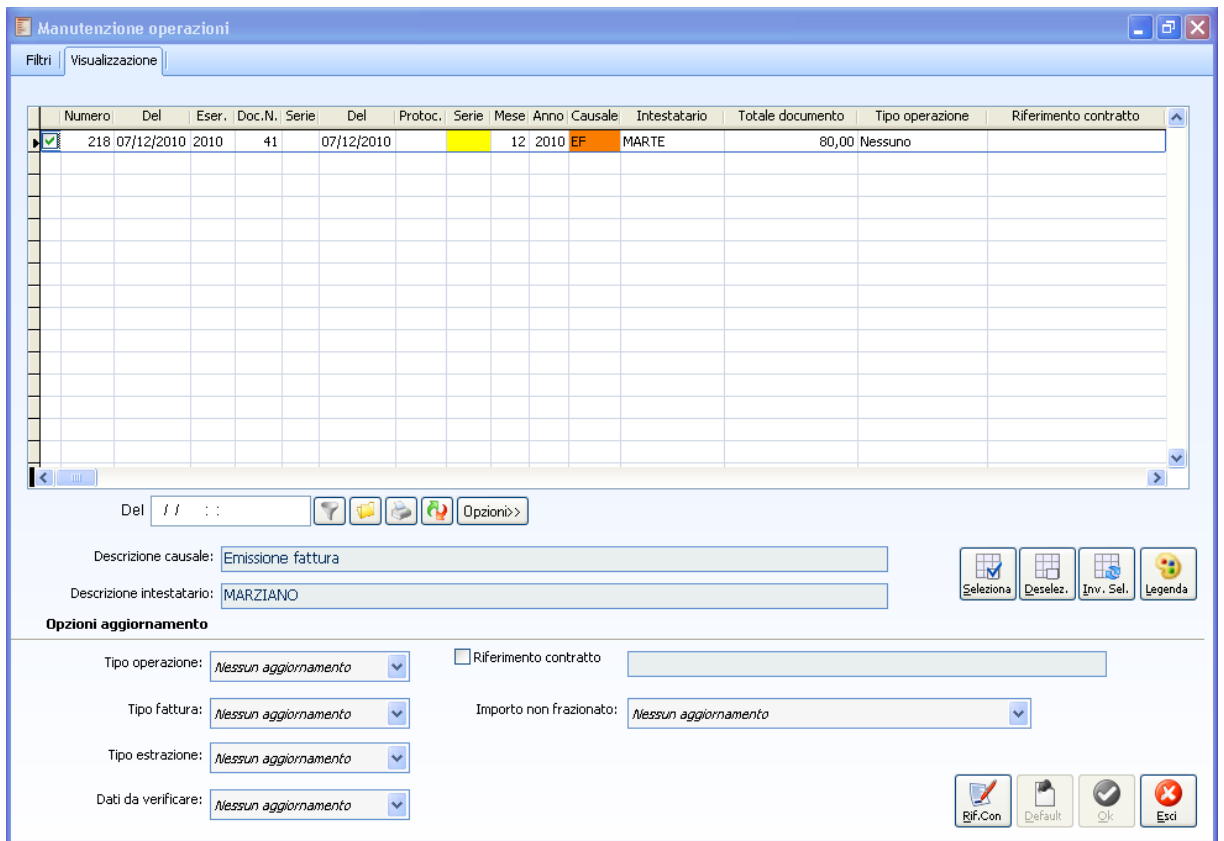 Manutenzione operazioni
Filtri Visualizzazione
Numero Del Eser. Doc.N. Serie Del Protoc. Serie Mese Anno Causale Intestatario Totale documento Tipo operazione Riferimento contratto
218 07/12/2010 2010 41 07/12/2010 12 2010 EF MARTE 80,00 Nessuno
Del / / : : Opzioni>>
Descrizione causale: Emissione fattura
Descrizione intestatario: MARZIANO
Seleziona Deselez. Inv. Sel. Legenda
Opzioni aggiornamento
Tipo operazione: Nessun aggiornamento Riferimento contratto
Tipo fattura: Nessun aggiornamento Importo non frazionato: Nessun aggiornamento
Tipo estrazione: Nessun aggiornamento
Dati da verificare: Nessun aggiornamento
Rif.Con Default Ok Esci